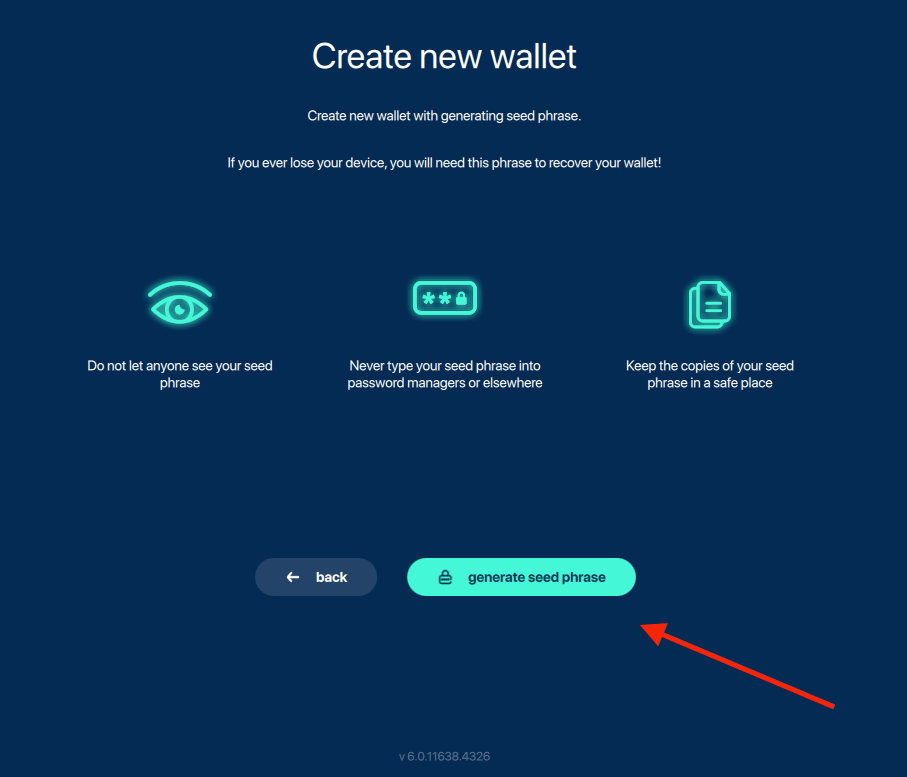 Create new wallet
Create new wallet with generating seed phrase.
If you ever lose your device, you will need this phrase to recover your wallet!
Do not let anyone see your seed
phrase
Never type your seed phrase into
password managers or elsewhere
Keep the copies of your seed
phrase in a safe place
back
generate seed phrase
v 6.0.11638.4326